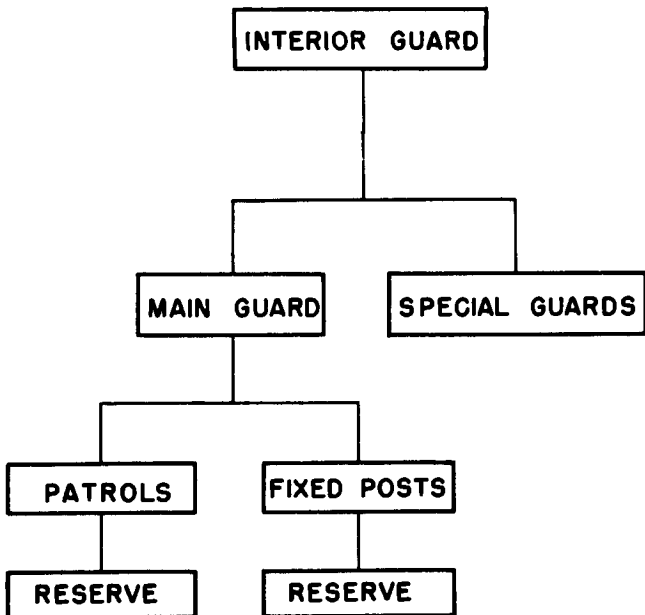 INTERIOR GUARD
MAIN GUARD
SPECIAL GUARDS
PATROLS
FIXED POSTS
RESERVE
RESERVE